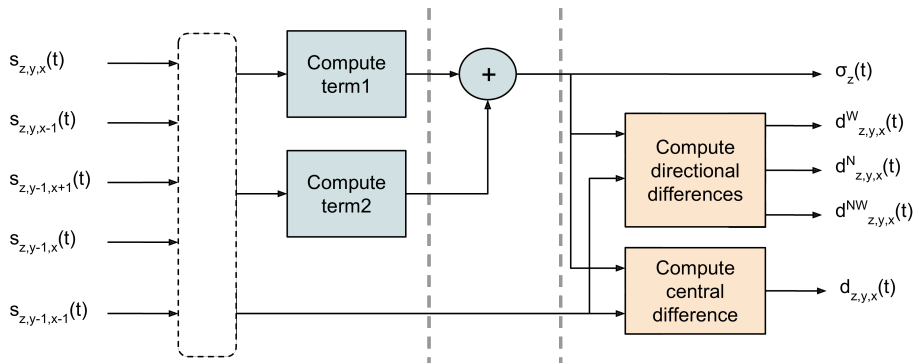 s_{z,y,x}(t)
s_{z,y,x-1}(t)
s_{z,y-1,x+1}(t)
s_{z,y-1,x}(t)
s_{z,y-1,x-1}(t)
Compute
term1
Compute
term2
+
σ_z(t)
Compute
directional
differences
d^W_{z,y,x}(t)
d^N_{z,y,x}(t)
d^{NW}_{z,y,x}(t)
Compute
central
difference
d_{z,y,x}(t)